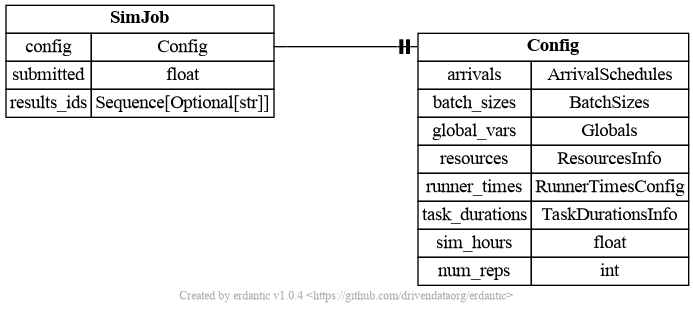 SimJob
config Config
submitted float
results_ids Sequence[Optional[str]]
Config
arrivals ArrivalSchedules
batch_sizes BatchSizes
global_vars Globals
resources ResourcesInfo
runner_times RunnerTimesConfig
task_durations TaskDurationsInfo
sim_hours float
num_reps int
Created by erdantic v1.0.4 <https://github.com/drivendataorg/erdantic>